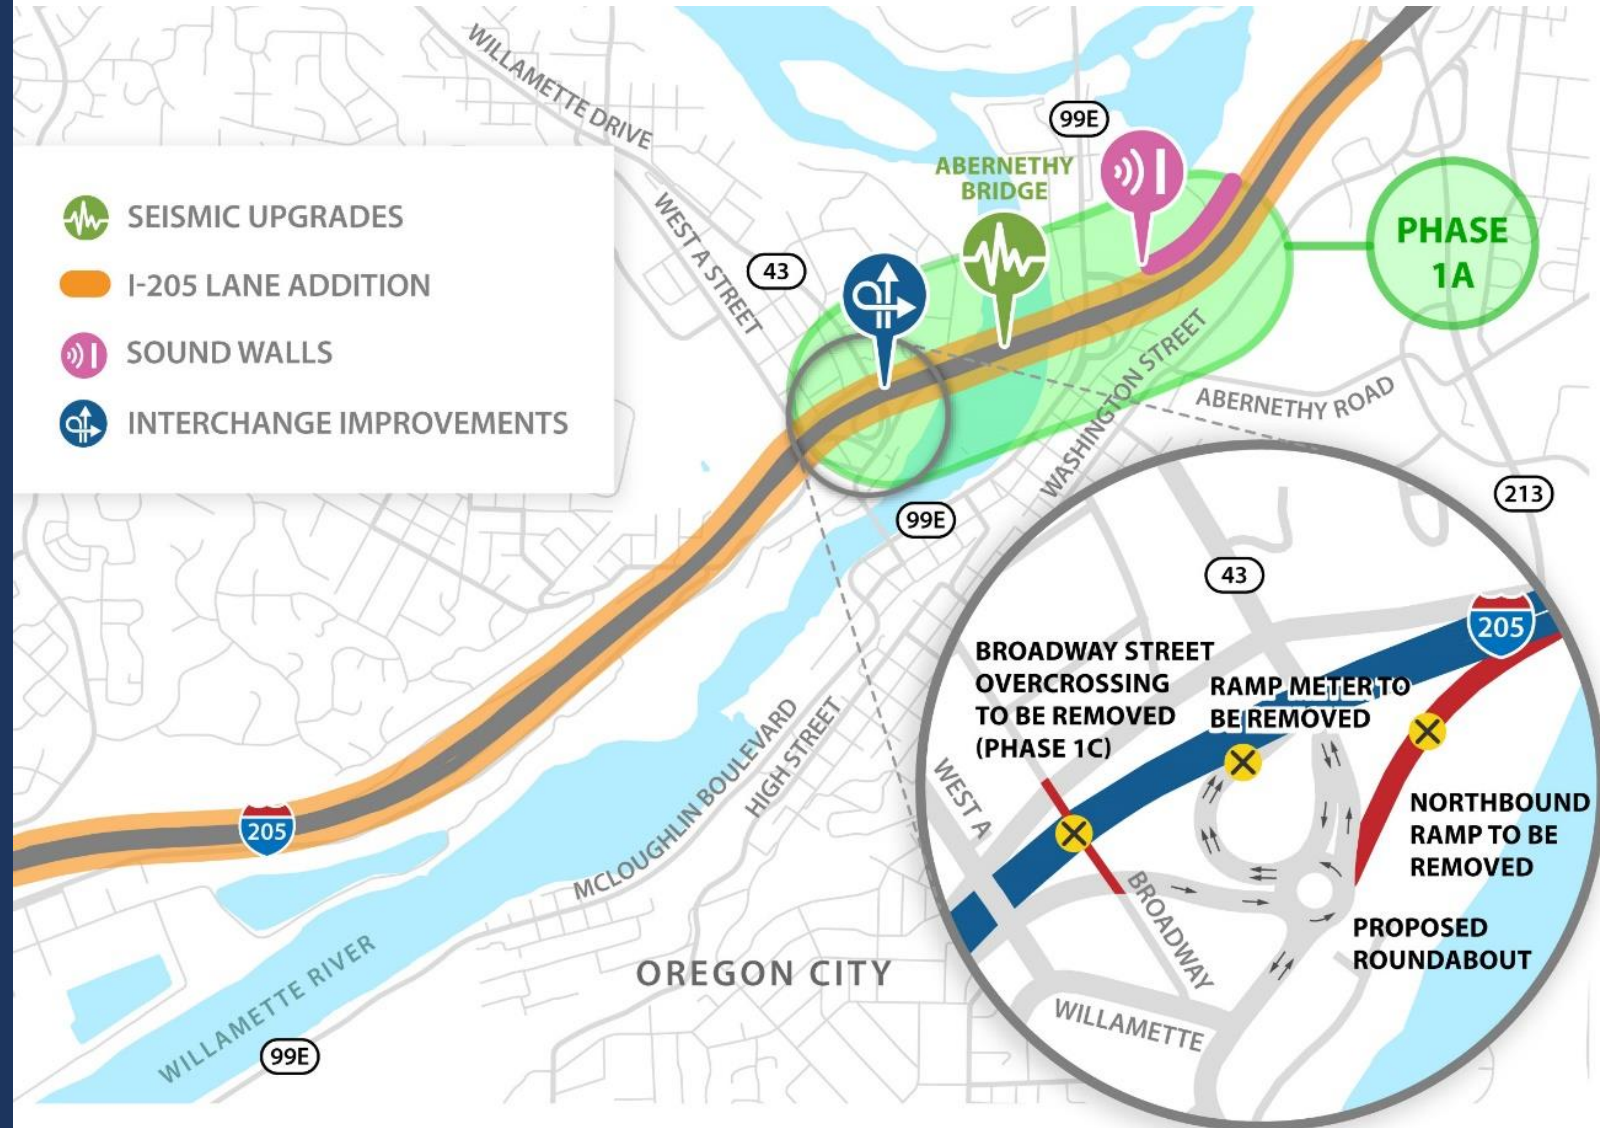 WILLAMETTE DRIVE
99E
ABERNETHY
BRIDGE
SEISMIC UPGRADES
I-205 LANE ADDITION
SOUND WALLS
INTERCHANGE IMPROVEMENTS
WEST A STREET
43
PHASE
1A
WASHINGTON STREET
ABERNETHY ROAD
213
99E
43
205
BROADWAY STREET
OVERCROSSING
TO BE REMOVED
(PHASE 1C)
RAMP METER TO
BE REMOVED
WEST A
NORTHBOUND
RAMP TO BE
REMOVED
BROADWAY
PROPOSED
ROUNDABOUT
WILLAMETTE
205
MCLOUGHLIN BOULEVARD
HIGH STREET
OREGON CITY
WILLAMETTE RIVER
99E